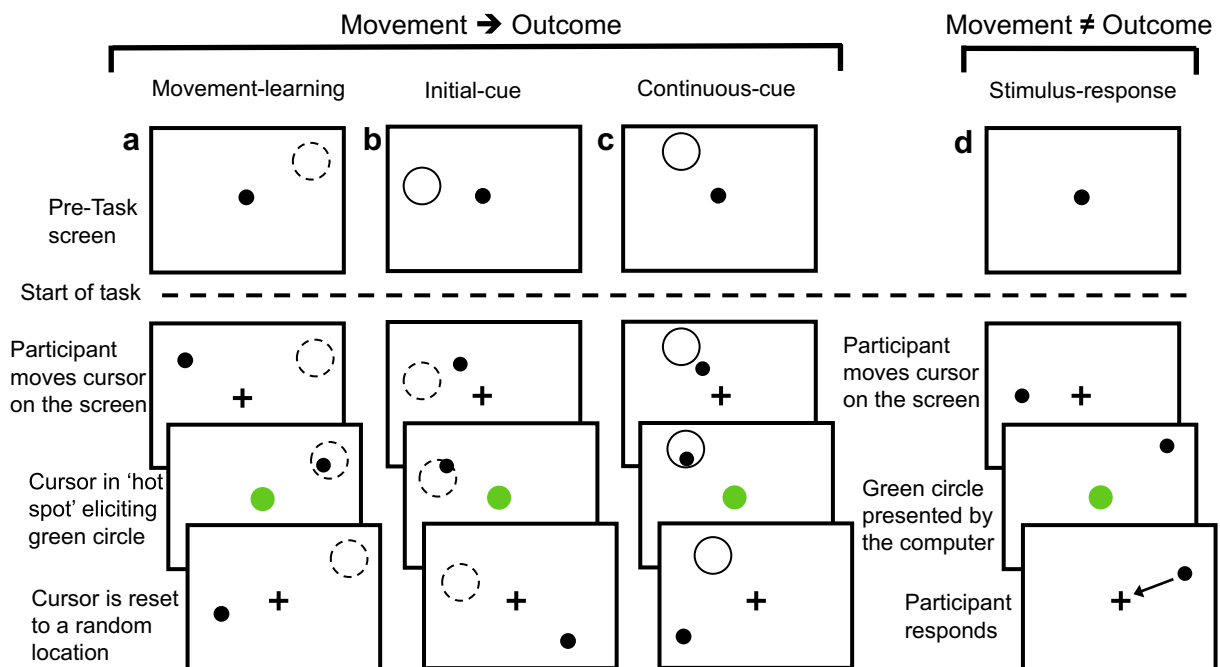 Movement ➔ Outcome
Movement ≠ Outcome
Movement-learning
Initial-cue
Continuous-cue
Stimulus-response
a
b
c
d
Pre-Task
screen
Start of task
Participant
moves cursor
on the screen
Participant
moves cursor
on the screen
Cursor in ‘hot
spot’ eliciting
green circle
Green circle
presented by
the computer
Cursor is reset
to a random
location
Participant
responds